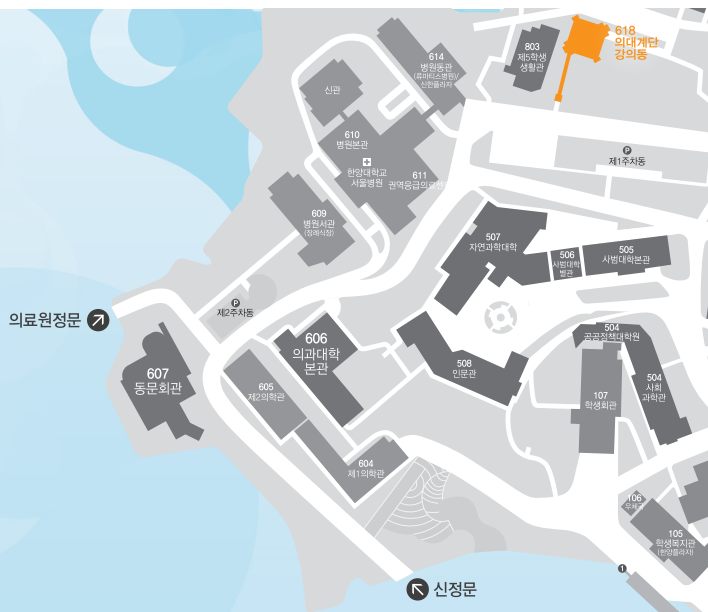 618
의대계단
강의동
803
제5학생
생활관
614
병원동관
(류마티스병원)/
신한플라자
신관
610
병원본관
한양대학교
서울병원
611
권역응급의료센터
P
제1주차동
609
병원서관
(장례식장)
507
자연과학대학
506
사범대학
별관
505
사범대학본관
P
제2주차동
의료원정문
606
의과대학
본관
504
공공정책대학원
607
동문회관
605
제2의학관
508
인문관
504
사회
과학관
107
학생회관
604
제1의학관
106
우체국
105
학생복지관
(한양플라자)
1
신정문